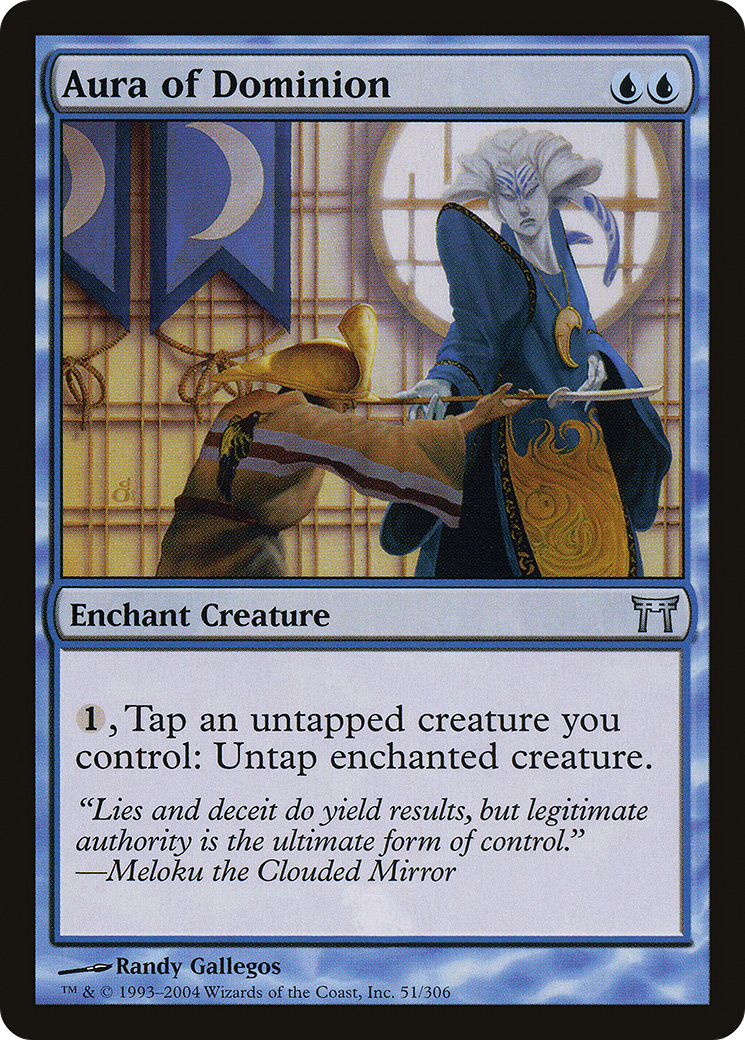 Aura of Dominion
Enchant Creature
1, Tap an untapped creature you
control: Untap enchanted creature.
“Lies and deceit do yield results, but legitimate
authority is the ultimate form of control.”
—Meloku the Clouded Mirror
Randy Gallegos
™ & © 1993–2004 Wizards of the Coast, Inc. 51/306